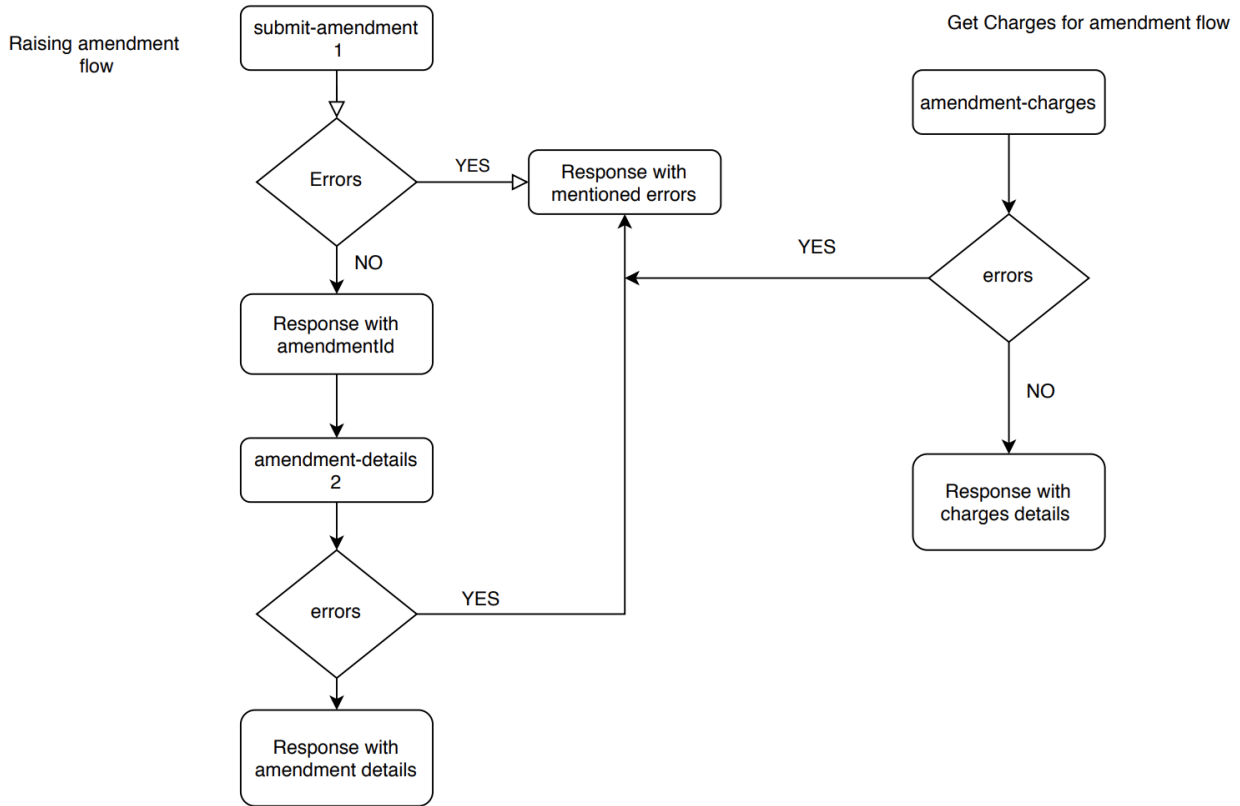 Raising amendment
flow
submit-amendment
1
Errors
YES
Response with
mentioned errors
NO
Response with
amendmentId
amendment-details
2
errors
YES
Response with
amendment details
Get Charges for amendment flow
amendment-charges
errors
YES
NO
Response with
charges details